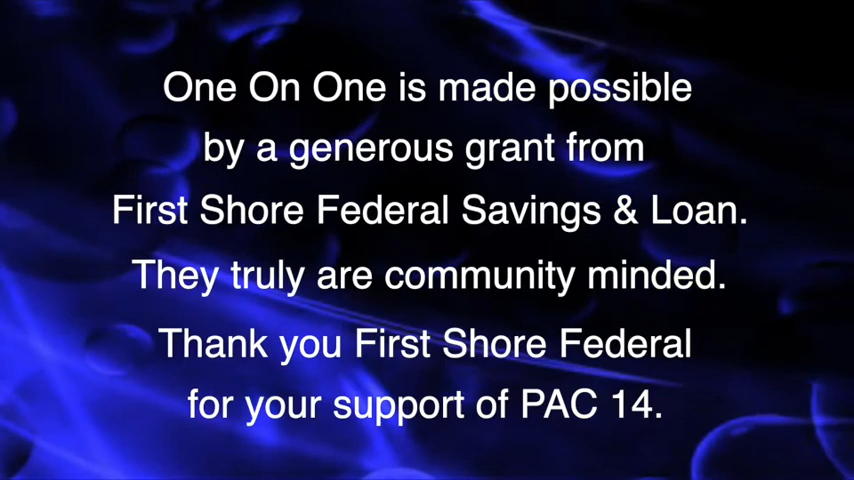 One On One is made possible
by a generous grant from
First Shore Federal Savings & Loan.
They truly are community minded.
Thank you First Shore Federal
for your support of PAC 14.